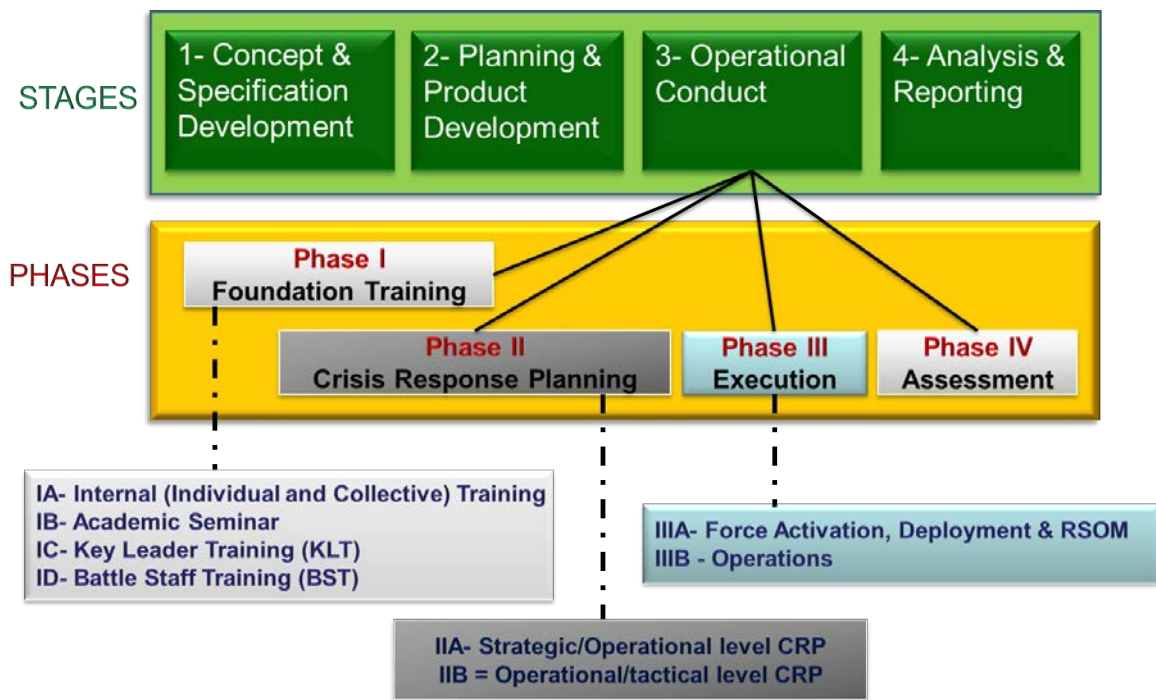 STAGES
1- Concept &
Specification
Development
2- Planning &
Product
Development
3- Operational
Conduct
4- Analysis &
Reporting
PHASES
Phase I
Foundation Training
Phase II
Crisis Response Planning
Phase III
Execution
Phase IV
Assessment
IA- Internal (Individual and Collective) Training
IB- Academic Seminar
IC- Key Leader Training (KLT)
ID- Battle Staff Training (BST)
IIIA- Force Activation, Deployment & RSOM
IIIB - Operations
IIA- Strategic/Operational level CRP
IIB = Operational/tactical level CRP